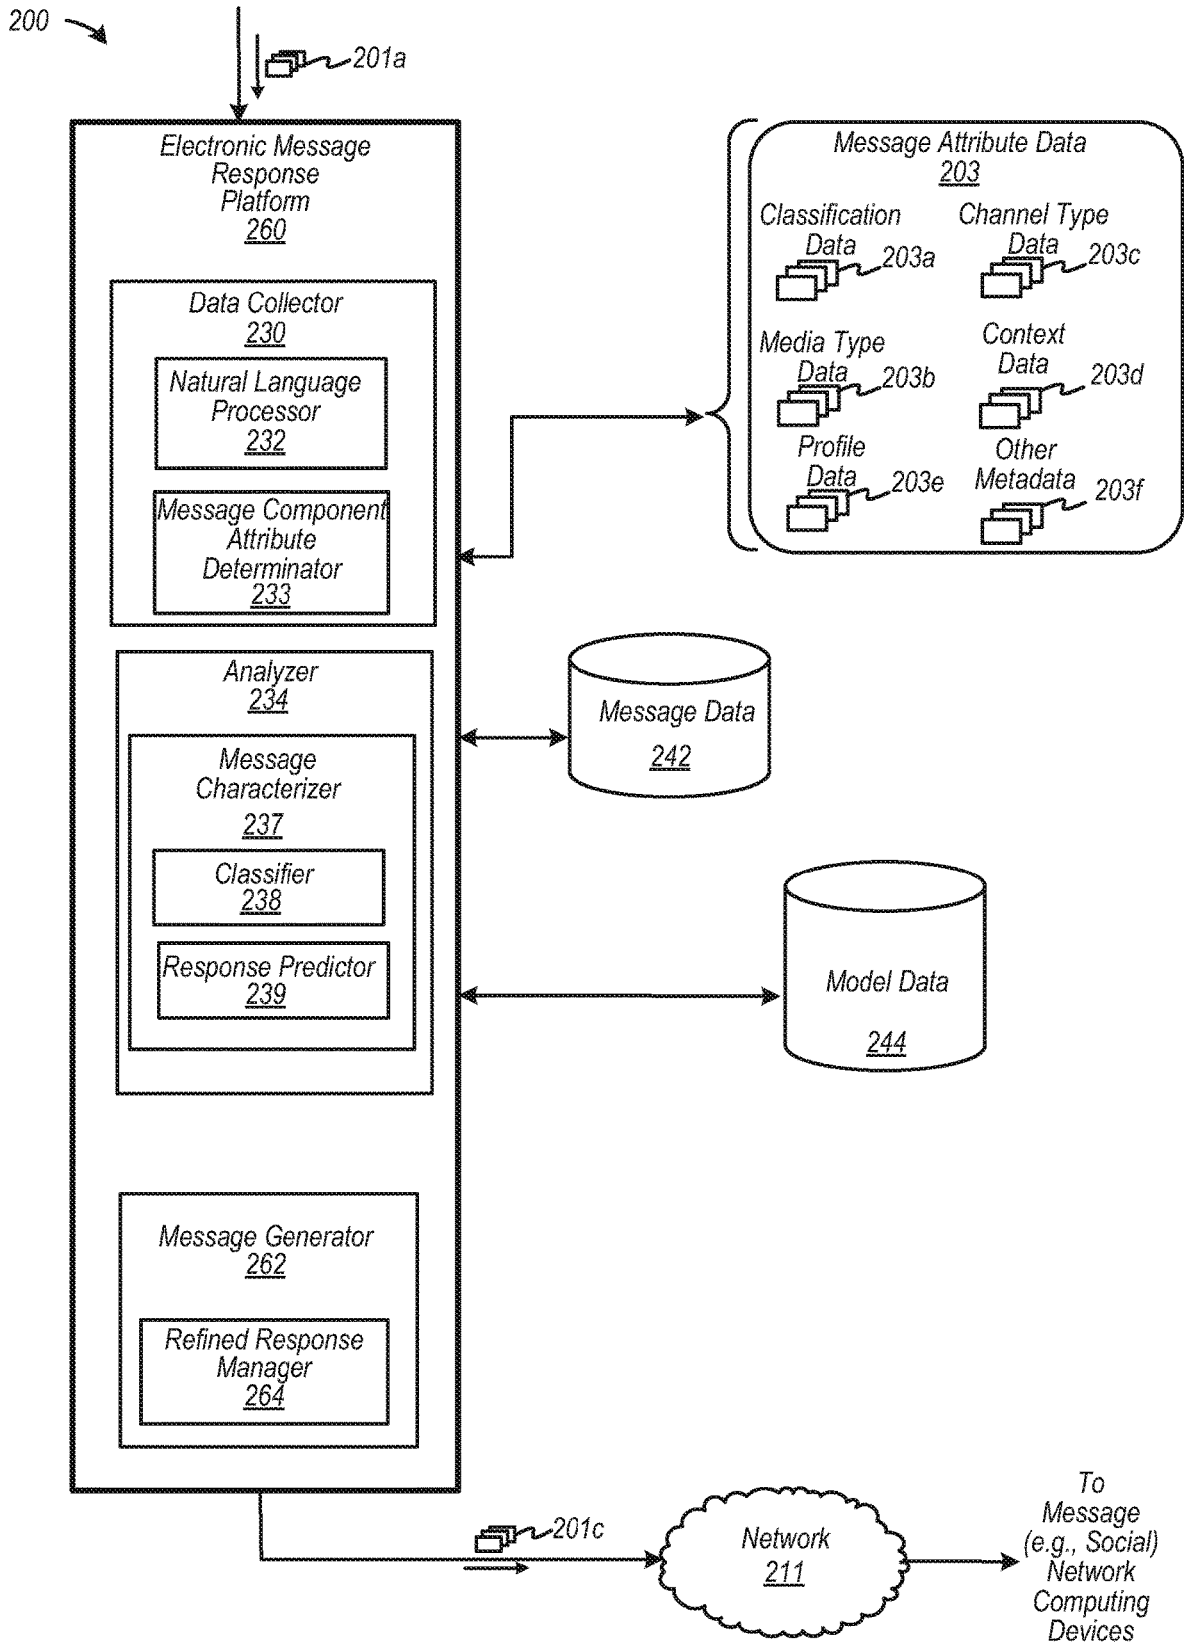 200
201a
Electronic Message
Response
Platform
260
Data Collector
230
Natural Language
Processor
232
Message Component
Attribute
Determinator
233
Analyzer
234
Message
Characterizer
237
Classifier
238
Response Predictor
239
Message Generator
262
Refined Response
Manager
264
Message Attribute Data
203
Classification
Data
203a
Channel Type
Data
203c
Media Type
Data
203b
Context
Data
203d
Profile
Data
203e
Other
Metadata
203f
Message Data
242
Model Data
244
201c
Network
211
To
Message
(e.g., Social)
Network
Computing
Devices